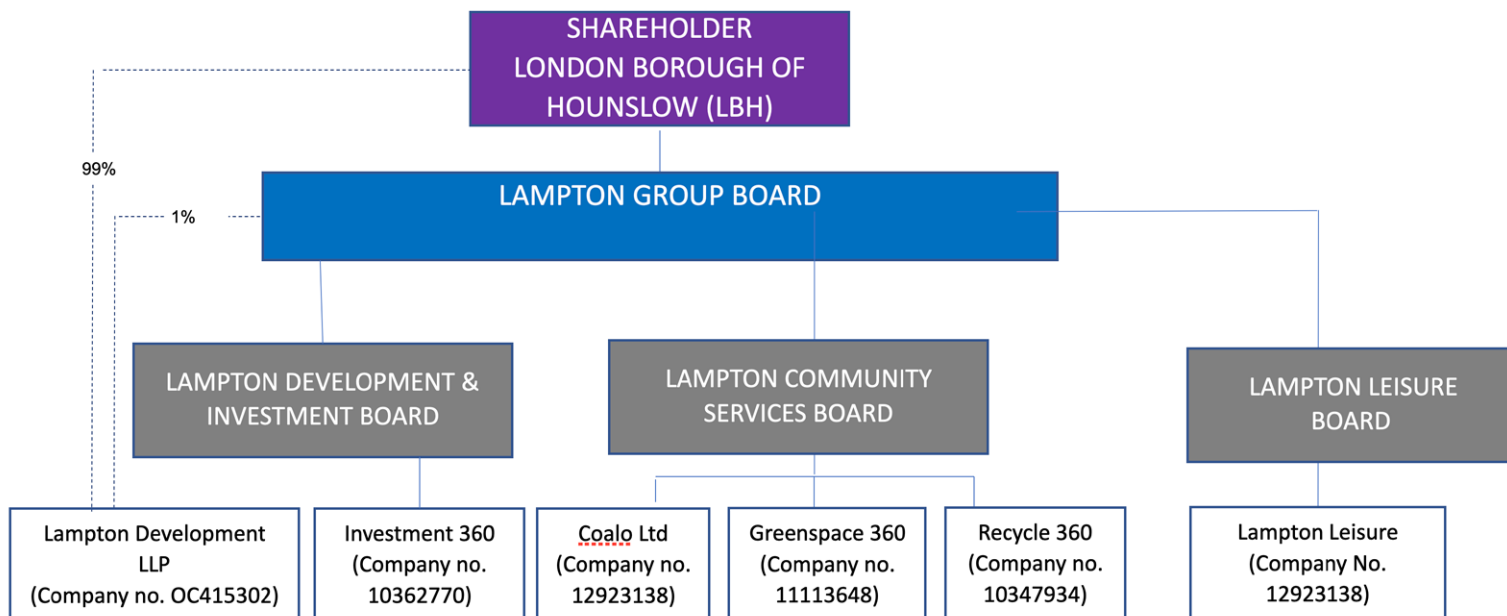 SHAREHOLDER
LONDON BOROUGH OF
HOUNSLOW (LBH)
99%
LAMPTON GROUP BOARD
1%
LAMPTON DEVELOPMENT &
INVESTMENT BOARD
LAMPTON COMMUNITY
SERVICES BOARD
LAMPTON LEISURE
BOARD
Lampton Development
LLP
(Company no. OC415302)
Investment 360
(Company no.
10362770)
Coalo Ltd
(Company no.
12923138)
Greenspace 360
(Company no.
11113648)
Recycle 360
(Company no.
10347934)
Lampton Leisure
(Company No.
12923138)